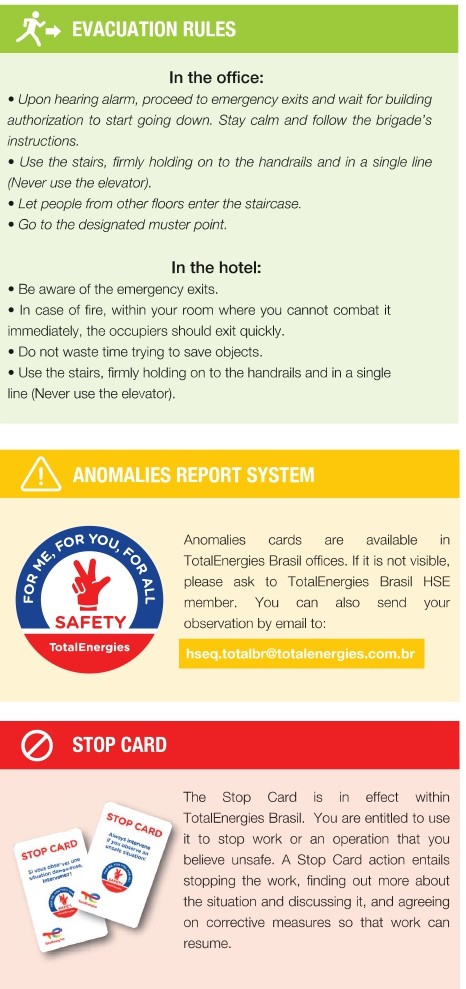 EVACUATION RULES
In the office:
• Upon hearing alarm, proceed to emergency exits and wait for building
authorization to start going down. Stay calm and follow the brigade's
instructions.
• Use the stairs, firmly holding on to the handrails and in a single line
(Never use the elevator).
• Let people from other floors enter the staircase.
• Go to the designated muster point.
In the hotel:
• Be aware of the emergency exits.
• In case of fire, within your room where you cannot combat it
immediately, the occupiers should exit quickly.
• Do not waste time trying to save objects.
• Use the stairs, firmly holding on to the handrails and in a single
line (Never use the elevator).
ANOMALIES REPORT SYSTEM
FOR ME, FOR YOU, FOR ALL
SAFETY
TotalEnergies
Anomalies cards are available in
TotalEnergies Brasil offices. If it is not visible,
please ask to TotalEnergies Brasil HSE
member. You can also send your
observation by email to:
hseq.totalbr@totalenergies.com.br
STOP CARD
STOP CARD
Si vous observez une
situation dangereuse,
intervenez!
STOP CARD
Always intervene
if you observe an
unsafe situation!
The Stop Card is in effect within
TotalEnergies Brasil. You are entitled to use
it to stop work or an operation that you
believe unsafe. A Stop Card action entails
stopping the work, finding out more about
the situation and discussing it, and agreeing
on corrective measures so that work can
resume.